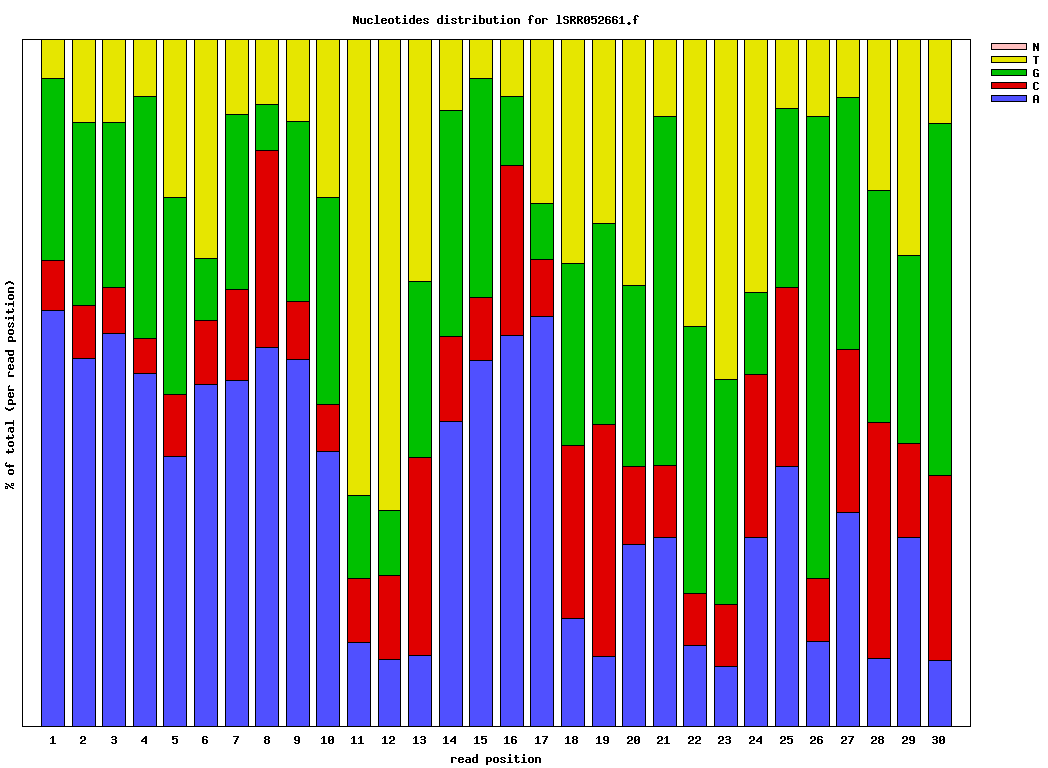 Nucleotides distribution for lSRR052661.f
N
T
G
C
A
% of total (per read position)
1 2 3 4 5 6 7 8 9 10 11 12 13 14 15 16 17 18 19 20 21 22 23 24 25 26 27 28 29 30
read position